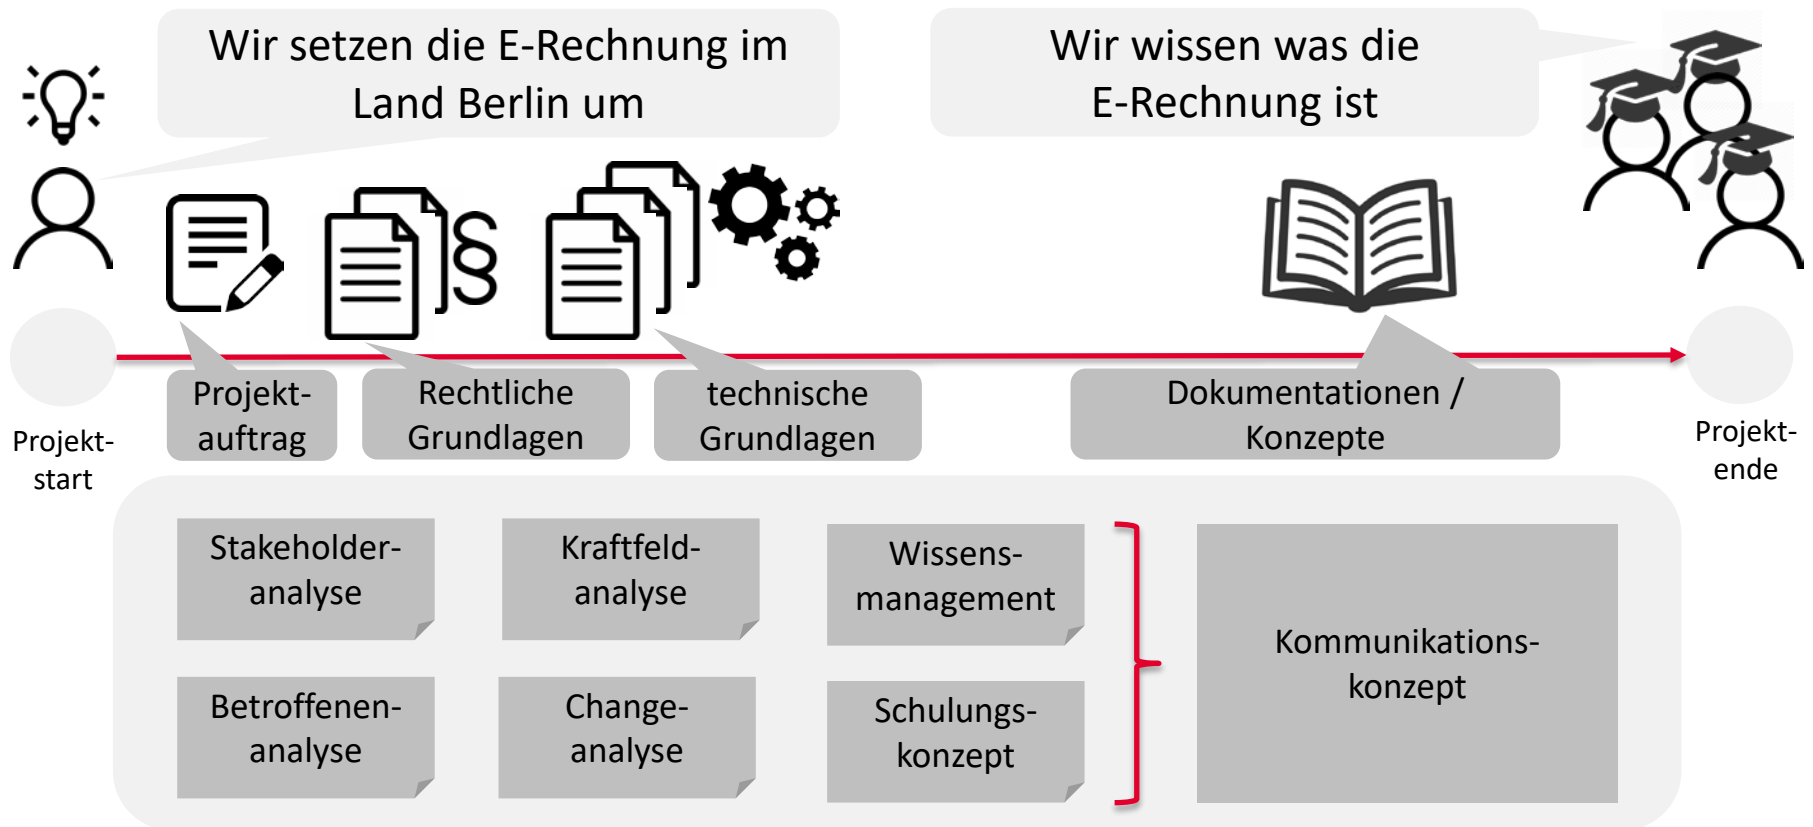 Wir setzen die E-Rechnung im
Land Berlin um
Wir wissen was die
E-Rechnung ist
§
Projekt-
start
Projekt-
auftrag
Rechtliche
Grundlagen
technische
Grundlagen
Dokumentationen /
Konzepte
Projekt-
ende
Stakeholder-
analyse
Kraftfeld-
analyse
Wissens-
management
Betroffenen-
analyse
Change-
analyse
Schulungs-
konzept
Kommunikations-
konzept